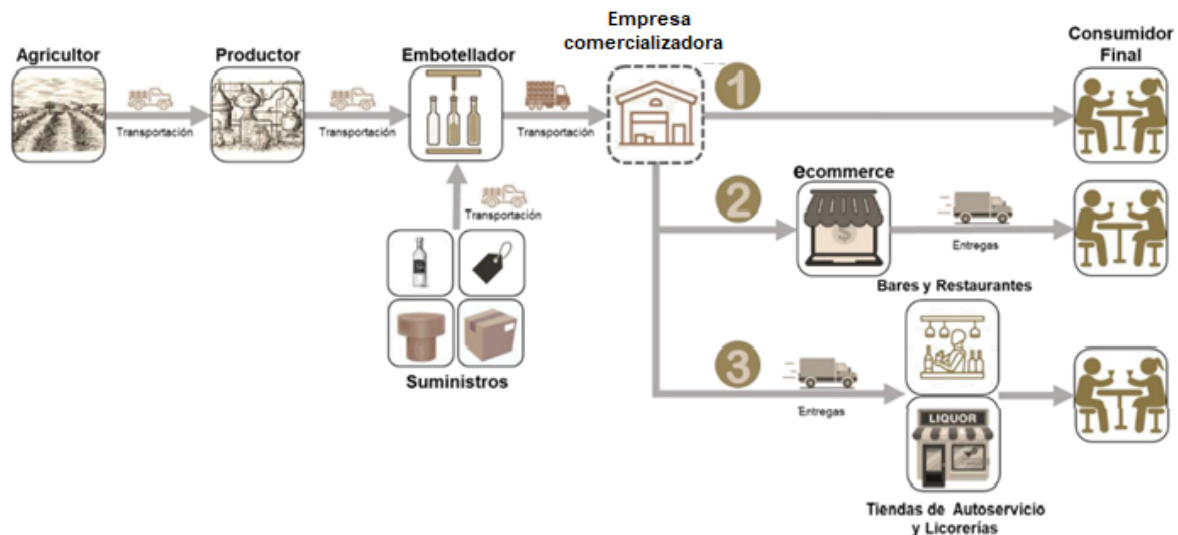 Empresa
comercializadora
Consumidor
Final
Agricultor
Productor
Embotellador
1
Transportación
Transportación
Transportación
ecommerce
2
Transportación
Entregas
Bares y Restaurantes
3
Suministros
Entregas
LIQUOR
Tiendas de Autoservicio
y Licorerías